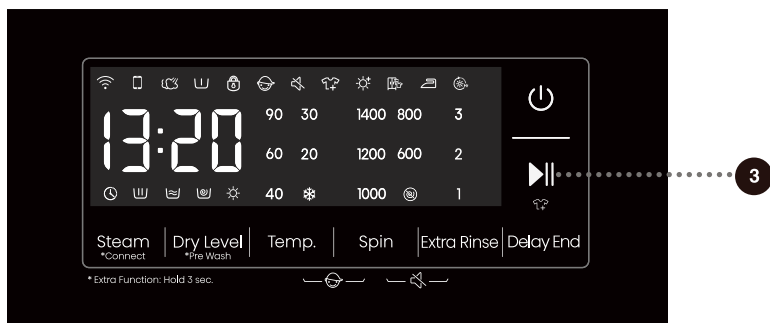 13:20
90 30 1400 800 3
60 20 1200 600 2
40 1000 1
3
Steam Dry Level Temp. Spin Extra Rinse Delay End
*Connect *Pre Wash
* Extra Function: Hold 3 sec.